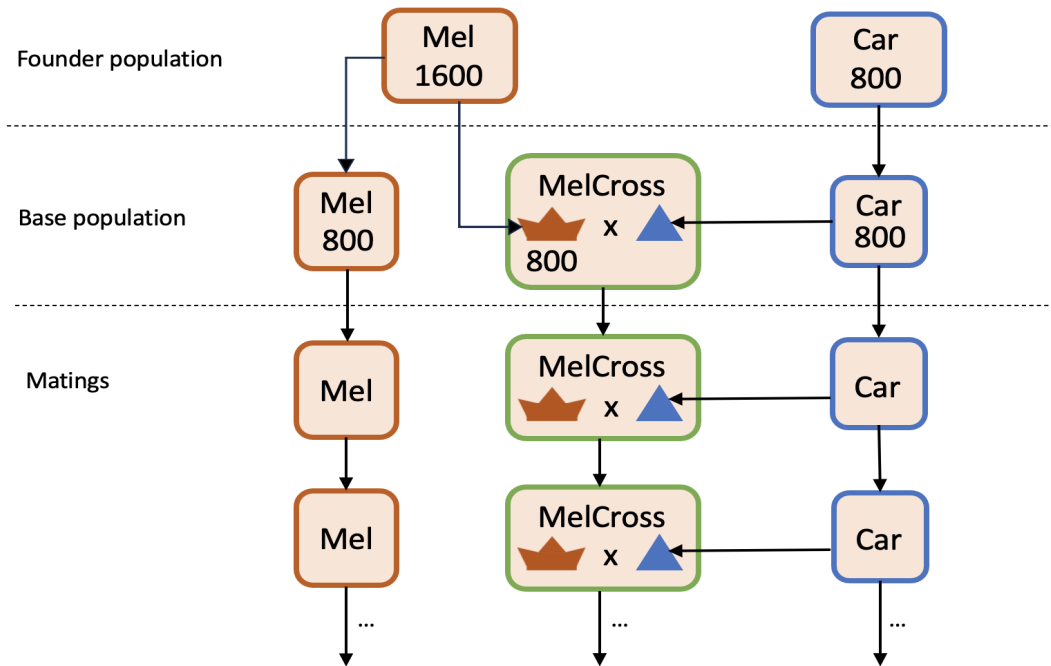 Founder population
Mel
1600
Car
800
Base population
Mel
800
MelCross
x
800
Car
800
Matings
Mel
MelCross
x
Car
Mel
MelCross
x
Car
...
...
...